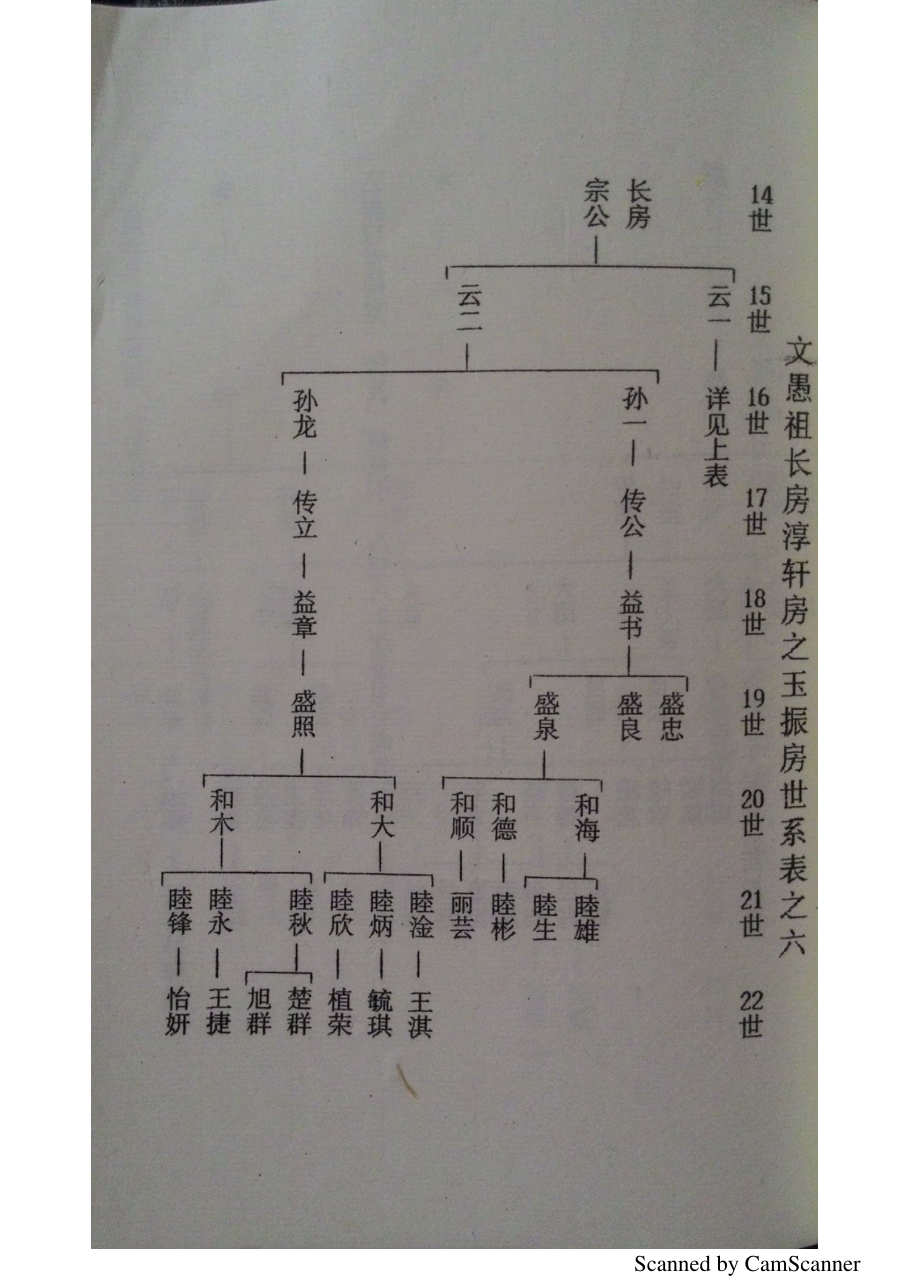 文愚祖长房淳轩房之玉振房世系表之六
14世
长房
宗公
15世
云一
云二
16世
详见上表
孙一
孙龙
17世
传公
传立
18世
益书
益章
19世
盛忠
盛良
盛泉
盛照
20世
和海
和德
和顺
和大
和木
21世
睦雄
睦生
睦彬
丽芸
睦淦
睦炳
睦欣
睦秋
睦永
睦锋
22世
王淇
毓琪
植荣
楚群
旭群
王捷
怡妍
Scanned by CamScanner